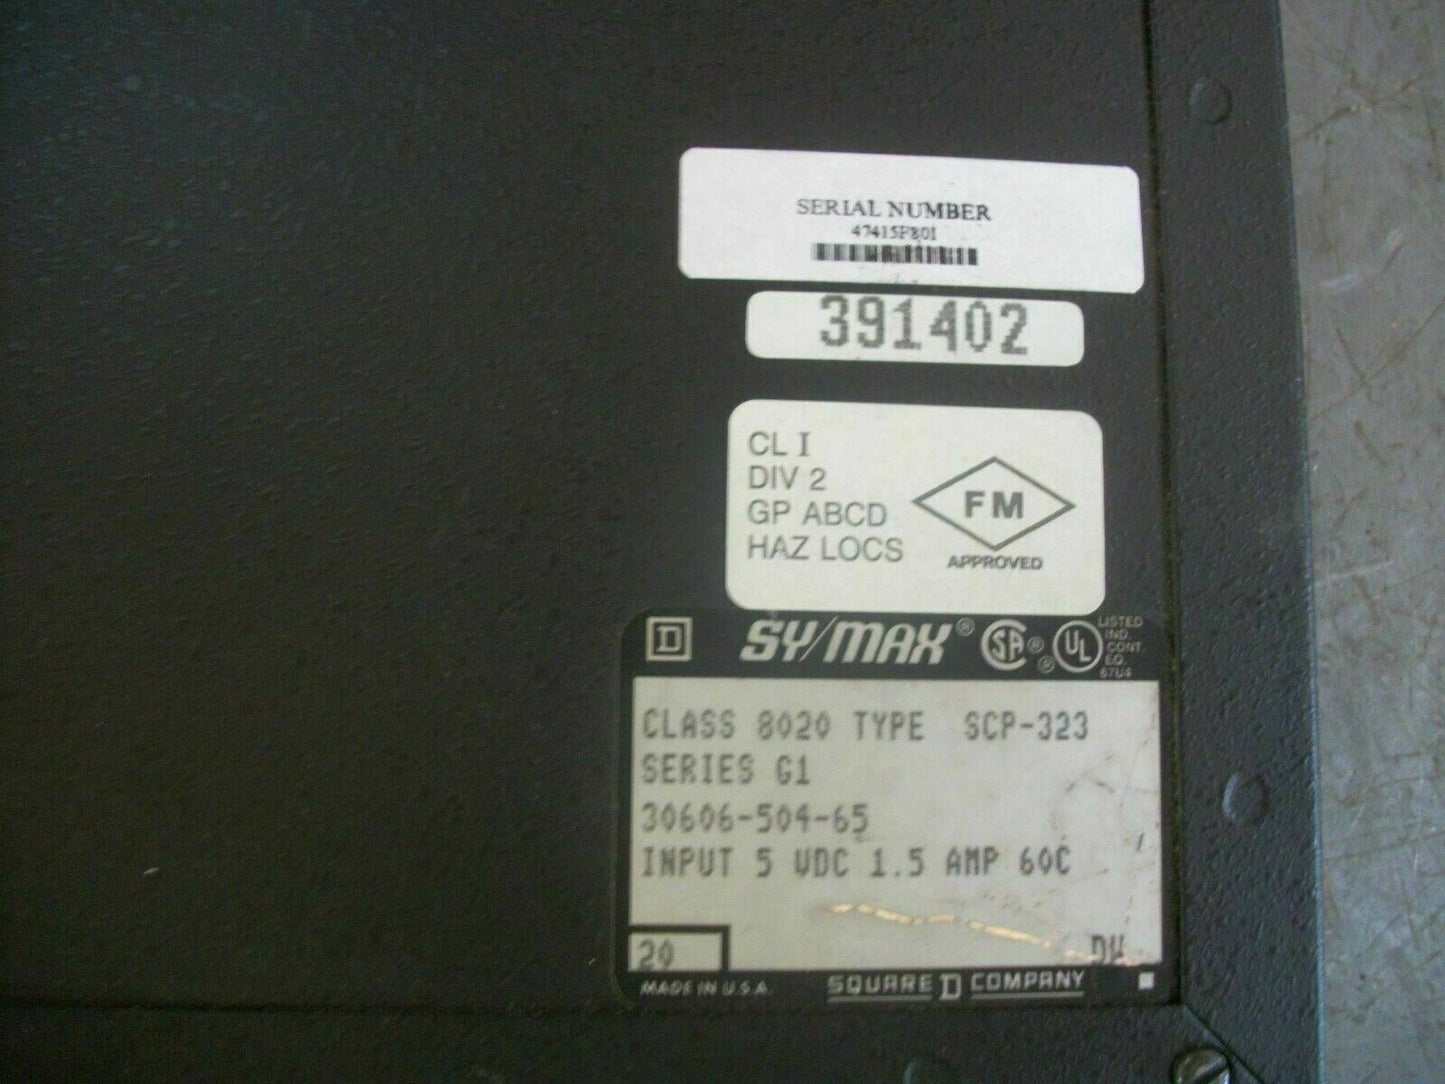 SERIAL NUMBER
47415F801
391402
CL I
DIV 2
GP ABCD
HAZ LOCS
FM
APPROVED
D SY/MAX® SA® ® UL
LISTED
IND.
CONT.
EQ.
67U4
CLASS 8020 TYPE SCP-323
SERIES G1
30606-504-65
INPUT 5 VDC 1.5 AMP 60C
20
MADE IN U.S.A.
SQUARE D COMPANY